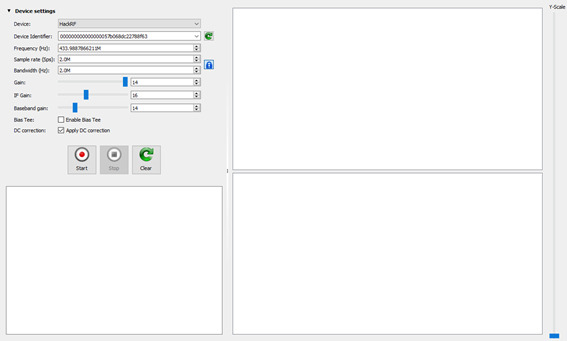 Y-Scale
▼ Device settings
Device: HackRF
Device Identifier: 00000000000000057b068dc22788f63
Frequency (Hz): 433.9887866211M
Sample rate (Sps): 2.0M
Bandwidth (Hz): 2.0M
Gain: 14
IF Gain: 16
Baseband gain: 14
Bias Tee: Enable Bias Tee
DC correction: Apply DC correction
Start Stop Clear